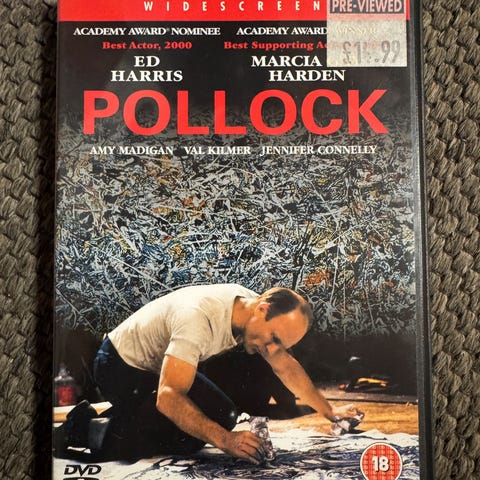 WIDESCREEN
PRE-VIEWED
ACADEMY AWARD® NOMINEE
Best Actor, 2000
ED
HARRIS
ACADEMY AWARD
Best Supporting
MARCIA
HARDEN
POLLOCK
AMY MADIGAN VAL KILMER JENNIFER CONNELLY
DVD
18